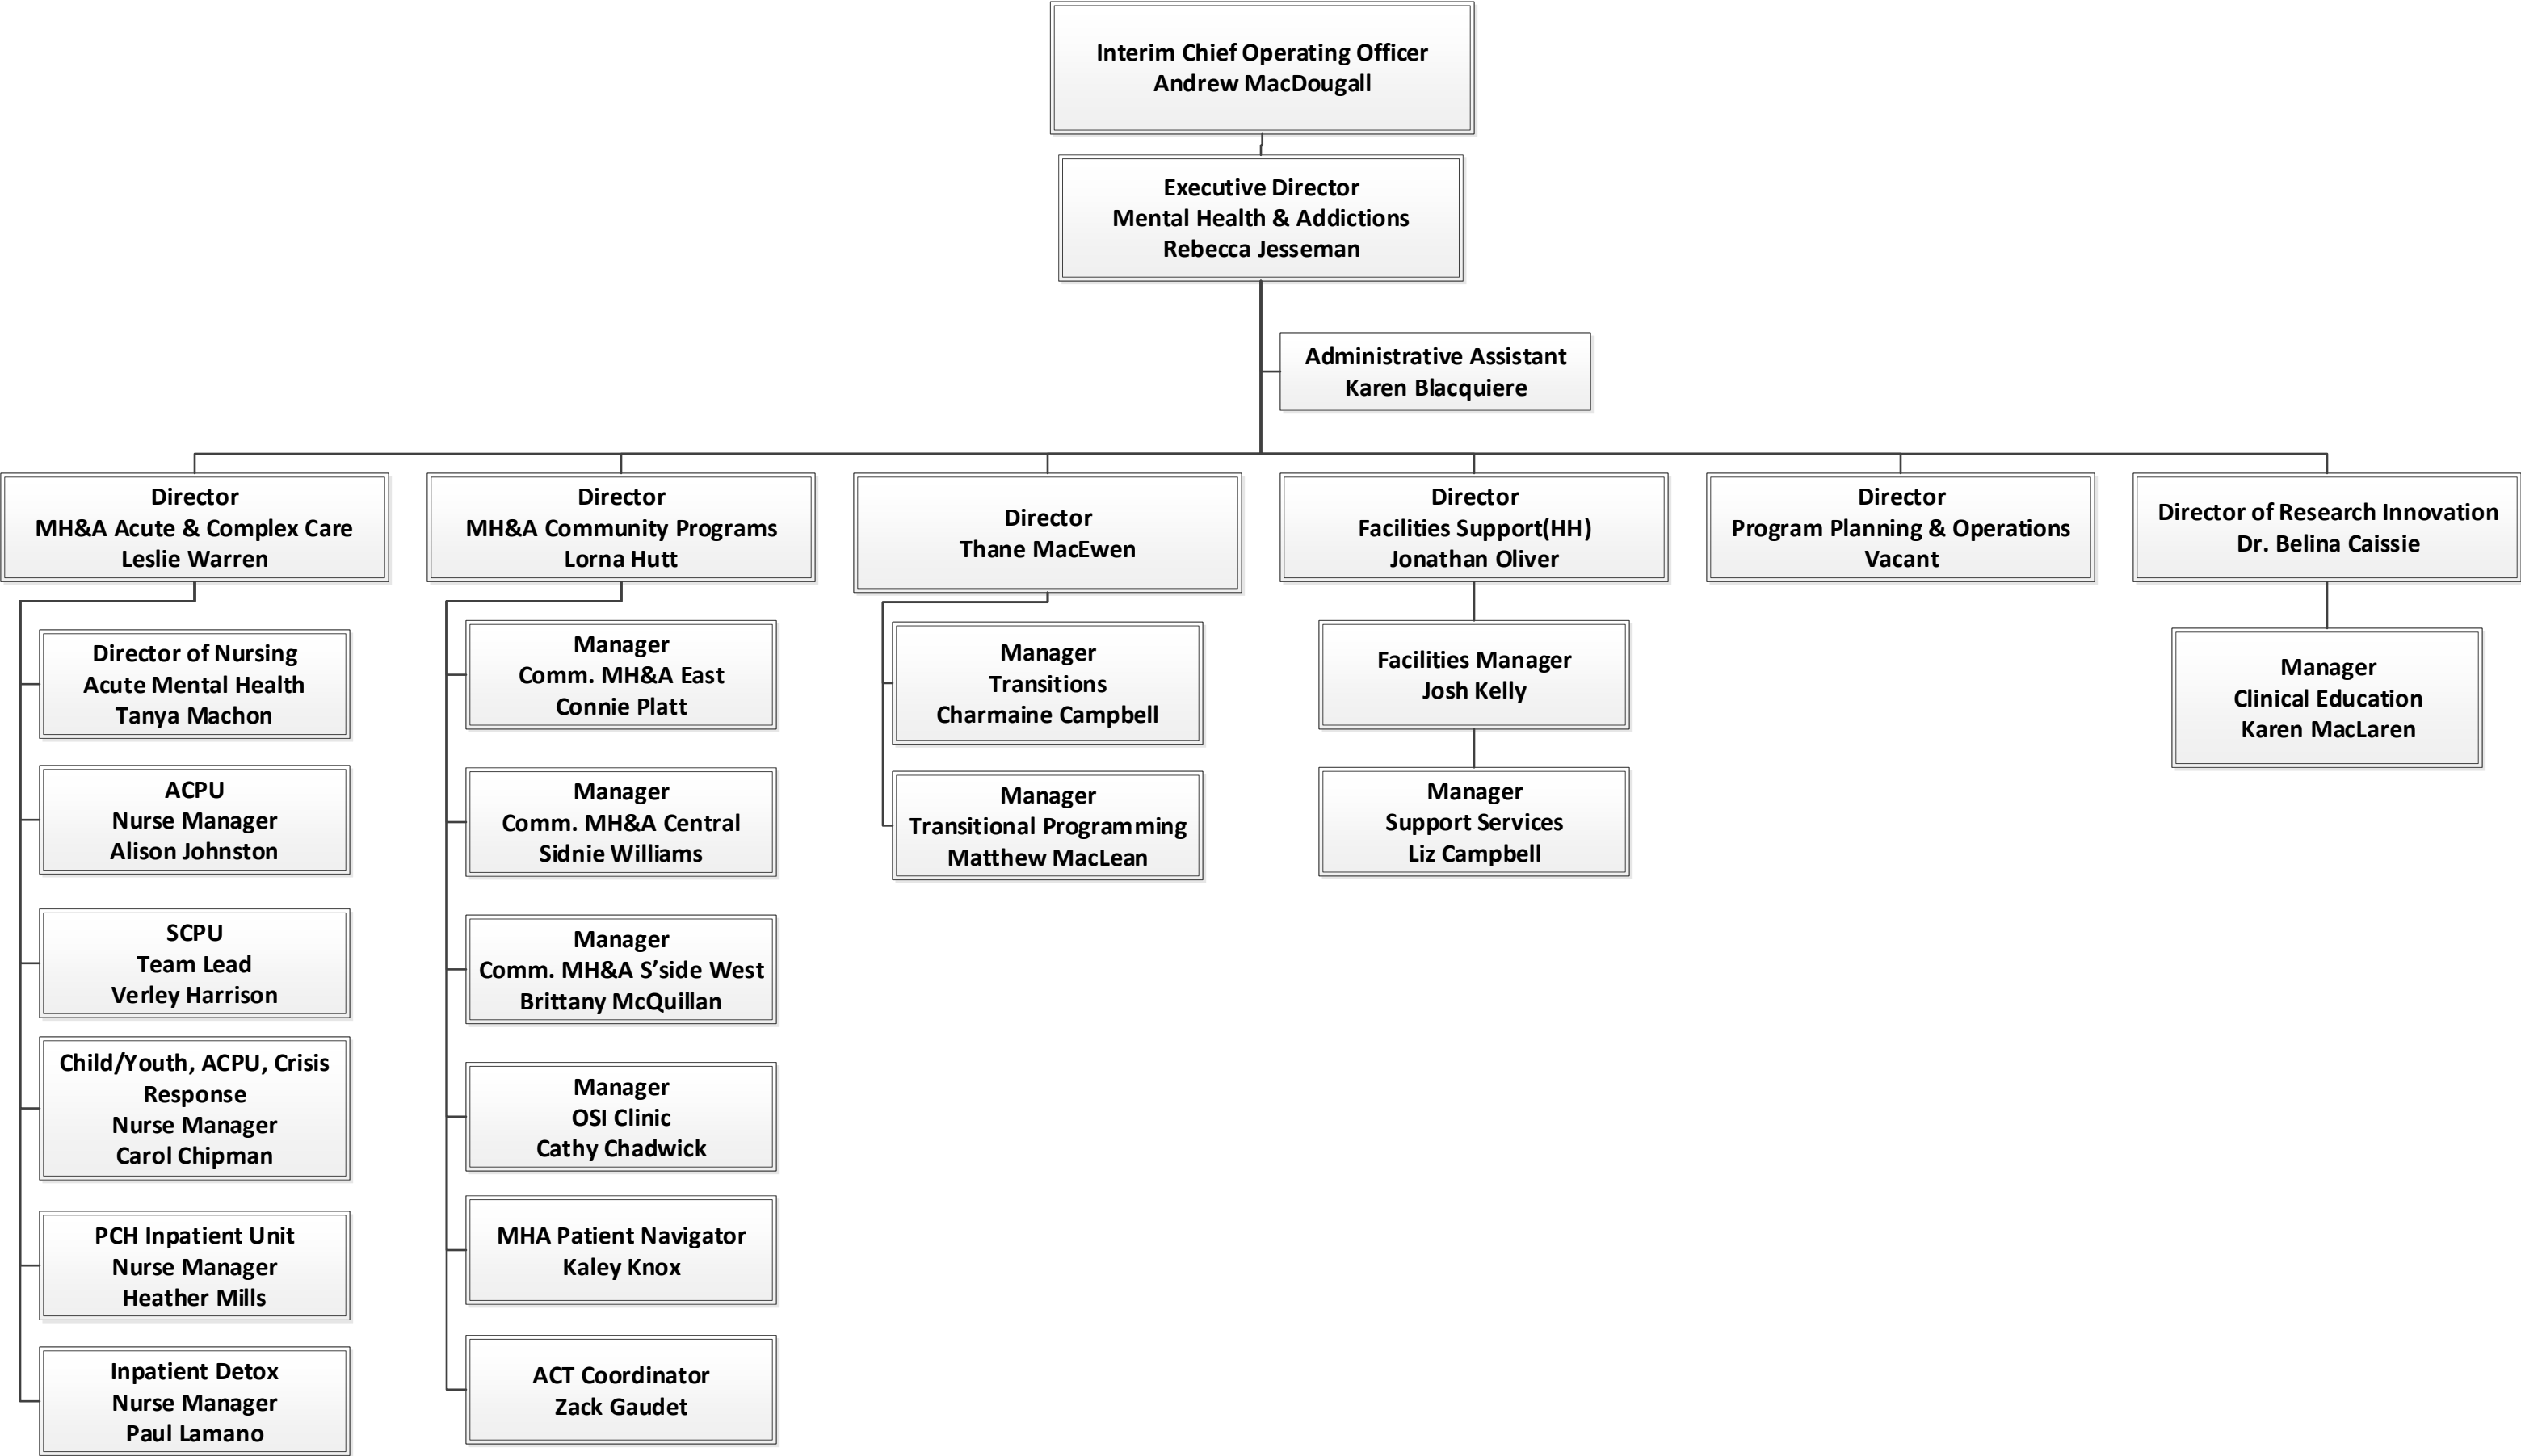 Interim Chief Operating Officer
Andrew MacDougall
Executive Director
Mental Health & Addictions
Rebecca Jesseman
Administrative Assistant
Karen Blacquiere
Director
MH&A Acute & Complex Care
Leslie Warren
Director
MH&A Community Programs
Lorna Hutt
Director
Thane MacEwen
Director
Facilities Support(HH)
Jonathan Oliver
Director
Program Planning & Operations
Vacant
Director of Research Innovation
Dr. Belina Caissie
Director of Nursing
Acute Mental Health
Tanya Machon
ACPU
Nurse Manager
Alison Johnston
SCPU
Team Lead
Verley Harrison
Child/Youth, ACPU, Crisis
Response
Nurse Manager
Carol Chipman
PCH Inpatient Unit
Nurse Manager
Heather Mills
Inpatient Detox
Nurse Manager
Paul Lamano
Manager
Comm. MH&A East
Connie Platt
Manager
Comm. MH&A Central
Sidnie Williams
Manager
Comm. MH&A S’side West
Brittany McQuillan
Manager
OSI Clinic
Cathy Chadwick
MHA Patient Navigator
Kaley Knox
ACT Coordinator
Zack Gaudet
Manager
Transitions
Charmaine Campbell
Manager
Transitional Programming
Matthew MacLean
Facilities Manager
Josh Kelly
Manager
Support Services
Liz Campbell
Manager
Clinical Education
Karen MacLaren